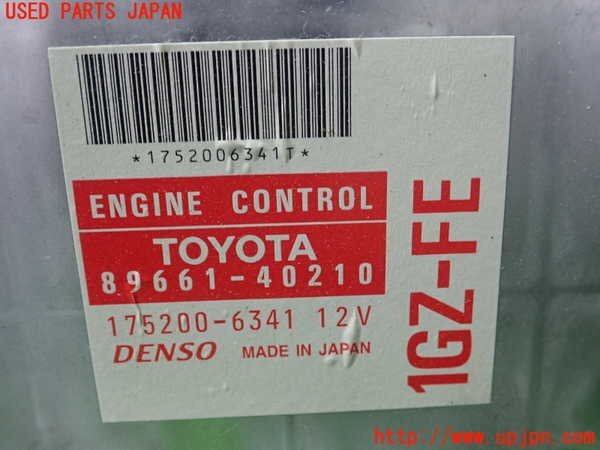 USED PARTS JAPAN
*1752006341T*
ENGINE CONTROL
TOYOTA
89661-40210
175200-6341 12V
DENSO MADE IN JAPAN
1GZ-FE
http://www.upjpn.com/